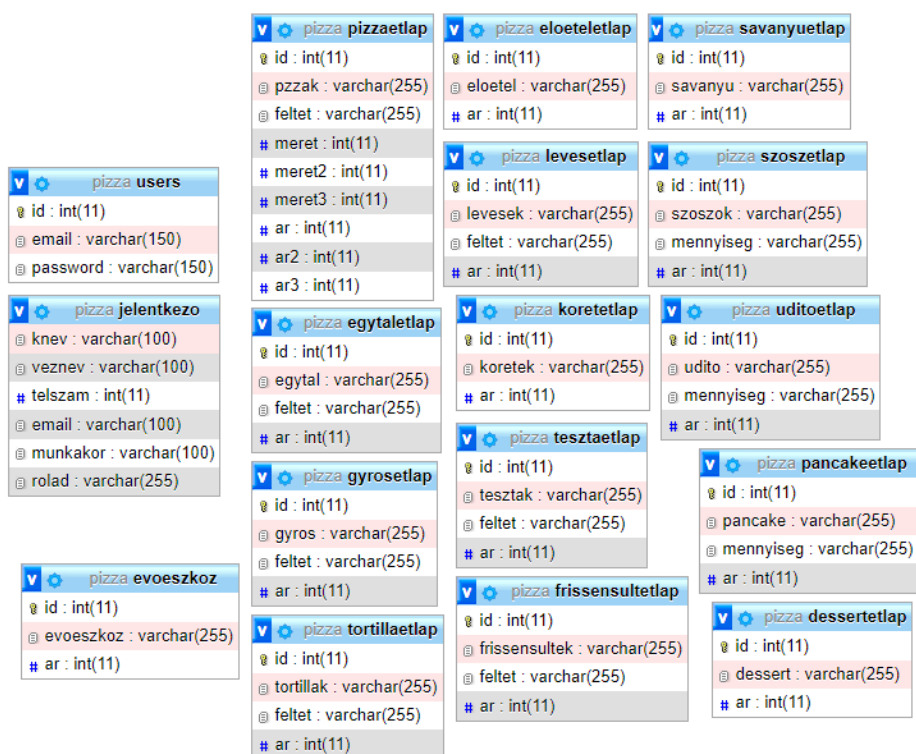 pizza users
id : int(11)
email : varchar(150)
password : varchar(150)
pizza jelentkezo
knev : varchar(100)
veznev : varchar(100)
telszam : int(11)
email : varchar(100)
munkakor : varchar(100)
rolad : varchar(255)
pizza evoeszkoz
id : int(11)
evoeszkoz : varchar(255)
ar : int(11)
pizza pizzaetlap
id : int(11)
pzzak : varchar(255)
feltet : varchar(255)
meret : int(11)
meret2 : int(11)
meret3 : int(11)
ar : int(11)
ar2 : int(11)
ar3 : int(11)
pizza egytaletlap
id : int(11)
egytal : varchar(255)
feltet : varchar(255)
ar : int(11)
pizza gyrosetlap
id : int(11)
gyros : varchar(255)
feltet : varchar(255)
ar : int(11)
pizza tortillaetlap
id : int(11)
tortillak : varchar(255)
feltet : varchar(255)
ar : int(11)
pizza eloeteletlap
id : int(11)
eloetel : varchar(255)
ar : int(11)
pizza levesetlap
id : int(11)
levesek : varchar(255)
feltet : varchar(255)
ar : int(11)
pizza koretetlap
id : int(11)
koretek : varchar(255)
ar : int(11)
pizza tesztaetlap
id : int(11)
tesztak : varchar(255)
feltet : varchar(255)
ar : int(11)
pizza frissensultetlap
id : int(11)
frissensultek : varchar(255)
feltet : varchar(255)
ar : int(11)
pizza savanyuetlap
id : int(11)
savanyu : varchar(255)
ar : int(11)
pizza szoszetlap
id : int(11)
szoszok : varchar(255)
mennyiseg : varchar(255)
ar : int(11)
pizza uditoetlap
id : int(11)
udito : varchar(255)
mennyiseg : varchar(255)
ar : int(11)
pizza pancakeetlap
id : int(11)
pancake : varchar(255)
mennyiseg : varchar(255)
ar : int(11)
pizza dessertetlap
id : int(11)
dessert : varchar(255)
ar : int(11)